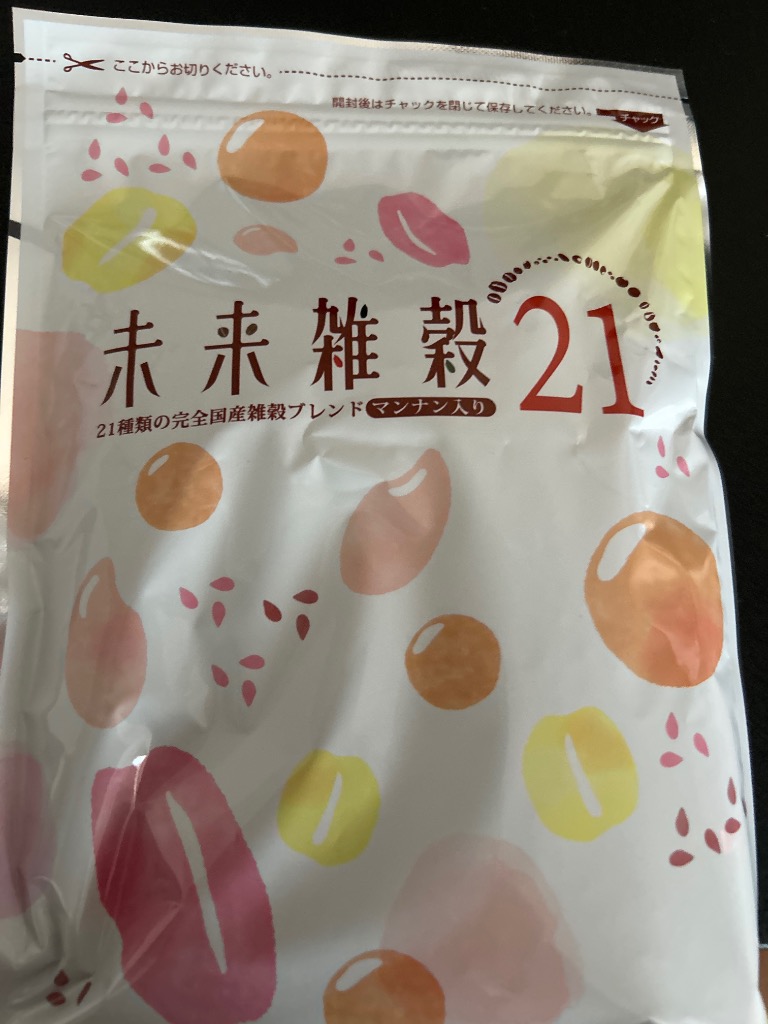 ここからお切りください。
開封後はチャックを閉じて保存してください。 チャック
未来雑穀21
21種類の完全国産雑穀ブレンド マンナン入り